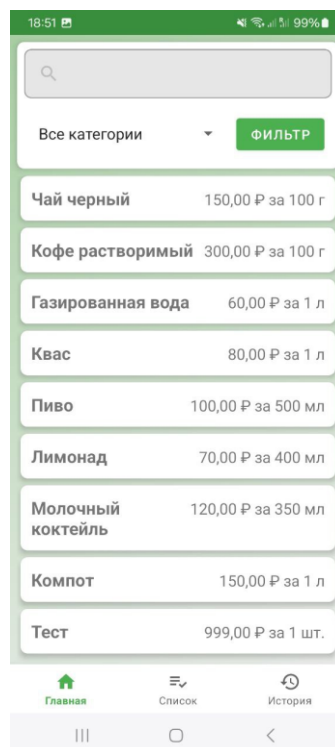 18:51 99%
Все категории ФИЛЬТР
Чай черный 150,00 ₽ за 100 г
Кофе растворимый 300,00 ₽ за 100 г
Газированная вода 60,00 ₽ за 1 л
Квас 80,00 ₽ за 1 л
Пиво 100,00 ₽ за 500 мл
Лимонад 70,00 ₽ за 400 мл
Молочный 120,00 ₽ за 350 мл
коктейль
Компот 150,00 ₽ за 1 л
Тест 999,00 ₽ за 1 шт.
Главная Список История